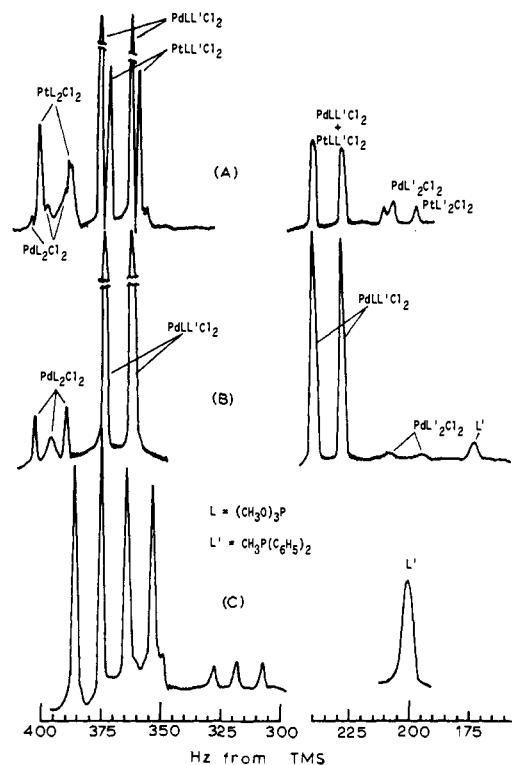 PdLL'Cl2
PtLL'Cl2
PtL2Cl2
PdLL'Cl2
+
PtLL'Cl2
(A)
PdL'2Cl2
PtL'2Cl2
PdL2Cl2
PdLL'Cl2
PdL2Cl2
PdLL'Cl2
(B)
PdL'2Cl2
L'
L = (CH3O)3P
L' = CH3P(C6H5)2
L'
(C)
400 375 350 325 300 225 200 175
Hz from TMS